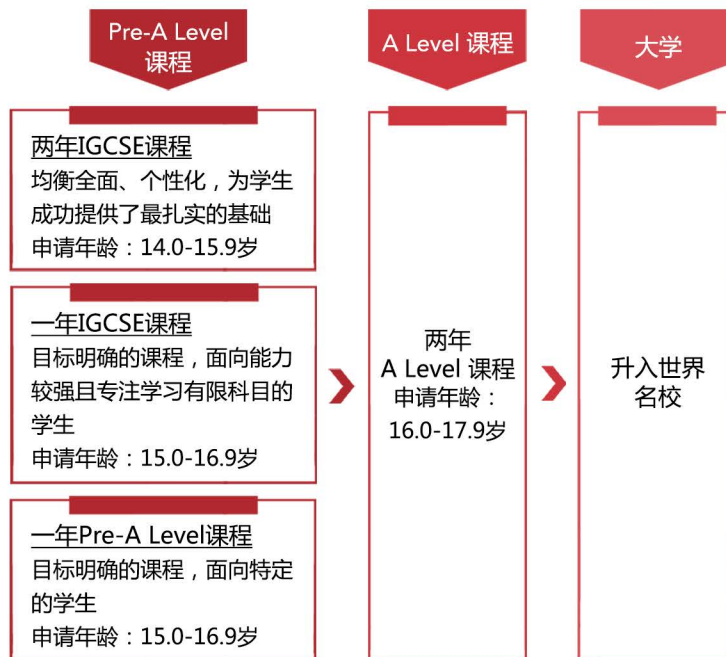 Pre-A Level
课程
A Level 课程
大学
两年IGCSE课程
均衡全面、个性化，为学生
成功提供了最扎实的基础
申请年龄：14.0-15.9岁
一年IGCSE课程
目标明确的课程，面向能力
较强且专注学习有限科目的
学生
申请年龄：15.0-16.9岁
一年Pre-A Level课程
目标明确的课程，面向特定
的学生
申请年龄：15.0-16.9岁
两年
A Level 课程
申请年龄：
16.0-17.9岁
升入世界
名校